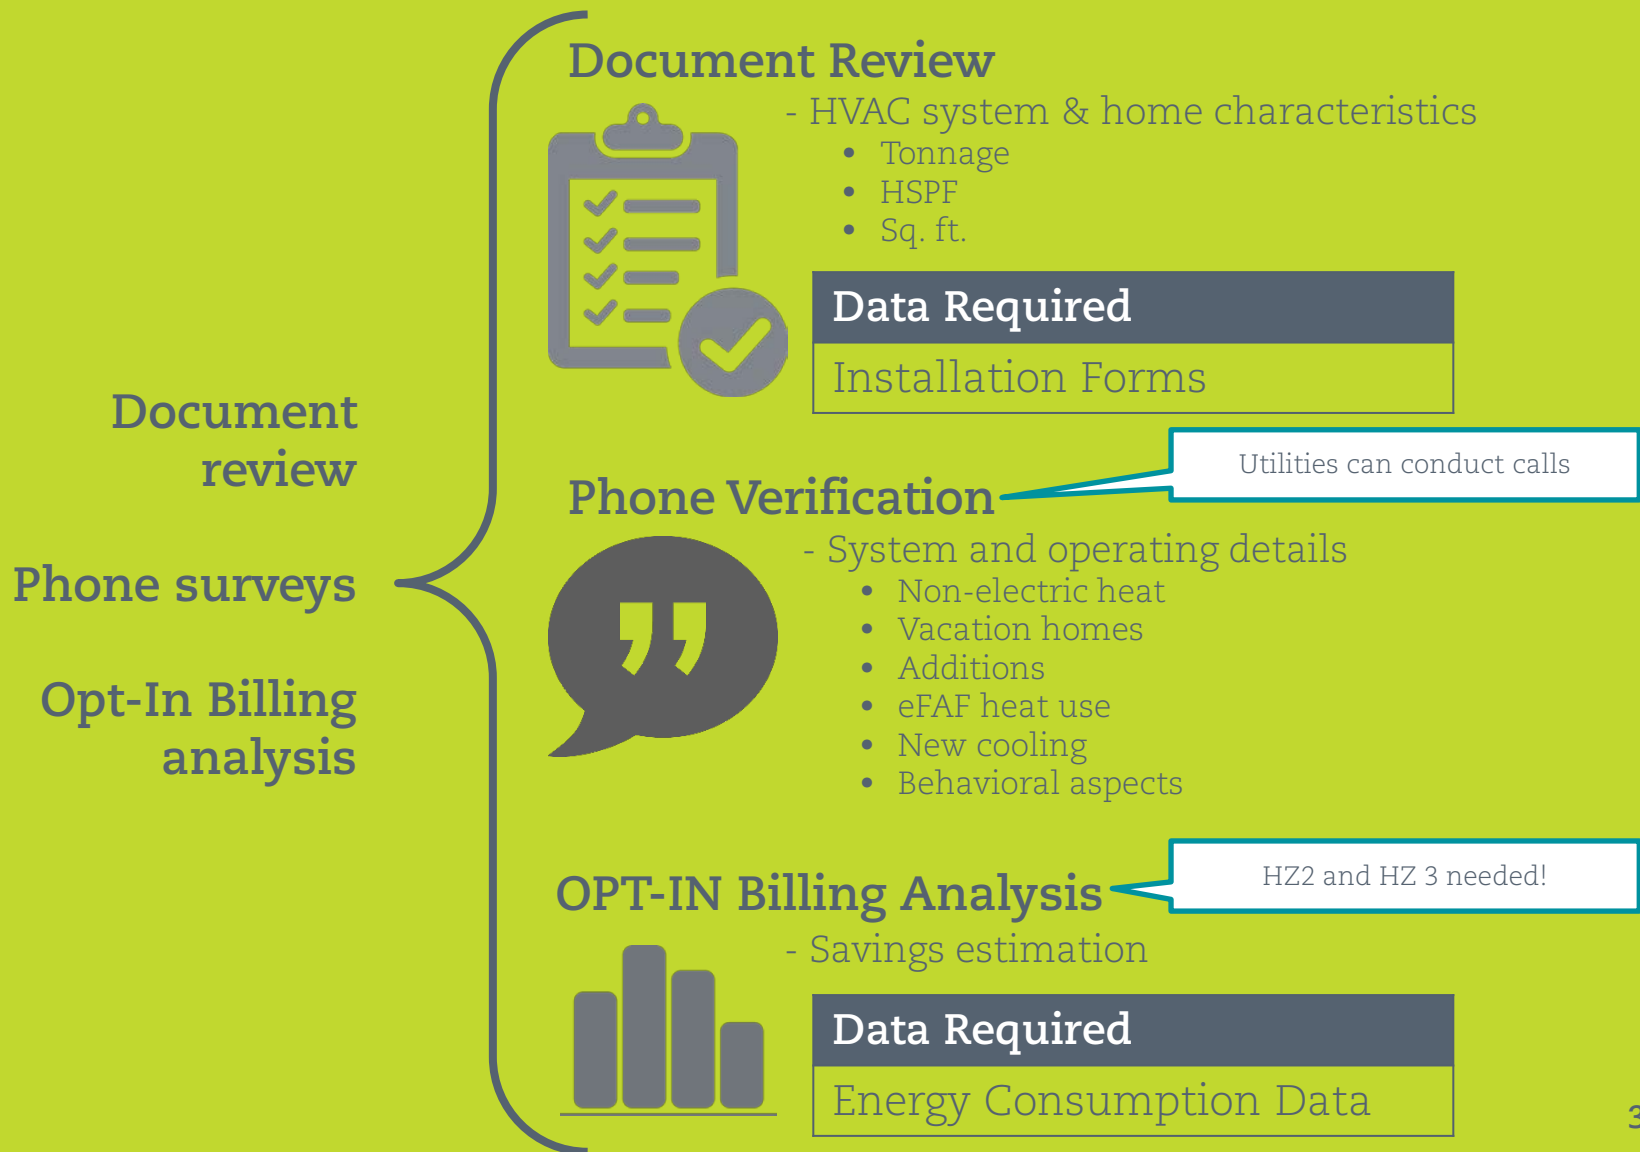 Document
review
Phone surveys
Opt-In Billing
analysis
Document Review
- HVAC system & home characteristics
• Tonnage
• HSPF
• Sq. ft.
Data Required
Installation Forms
Utilities can conduct calls
Phone Verification
- System and operating details
• Non-electric heat
• Vacation homes
• Additions
• eFAF heat use
• New cooling
• Behavioral aspects
HZ2 and HZ 3 needed!
OPT-IN Billing Analysis
- Savings estimation
Data Required
Energy Consumption Data
3